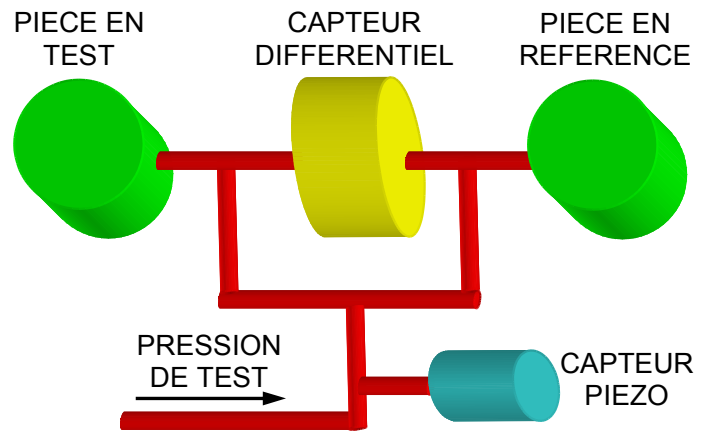 PIECE EN
TEST
CAPTEUR
DIFFERENTIEL
PIECE EN
REFERENCE
PRESSION
DE TEST
CAPTEUR
PIEZO